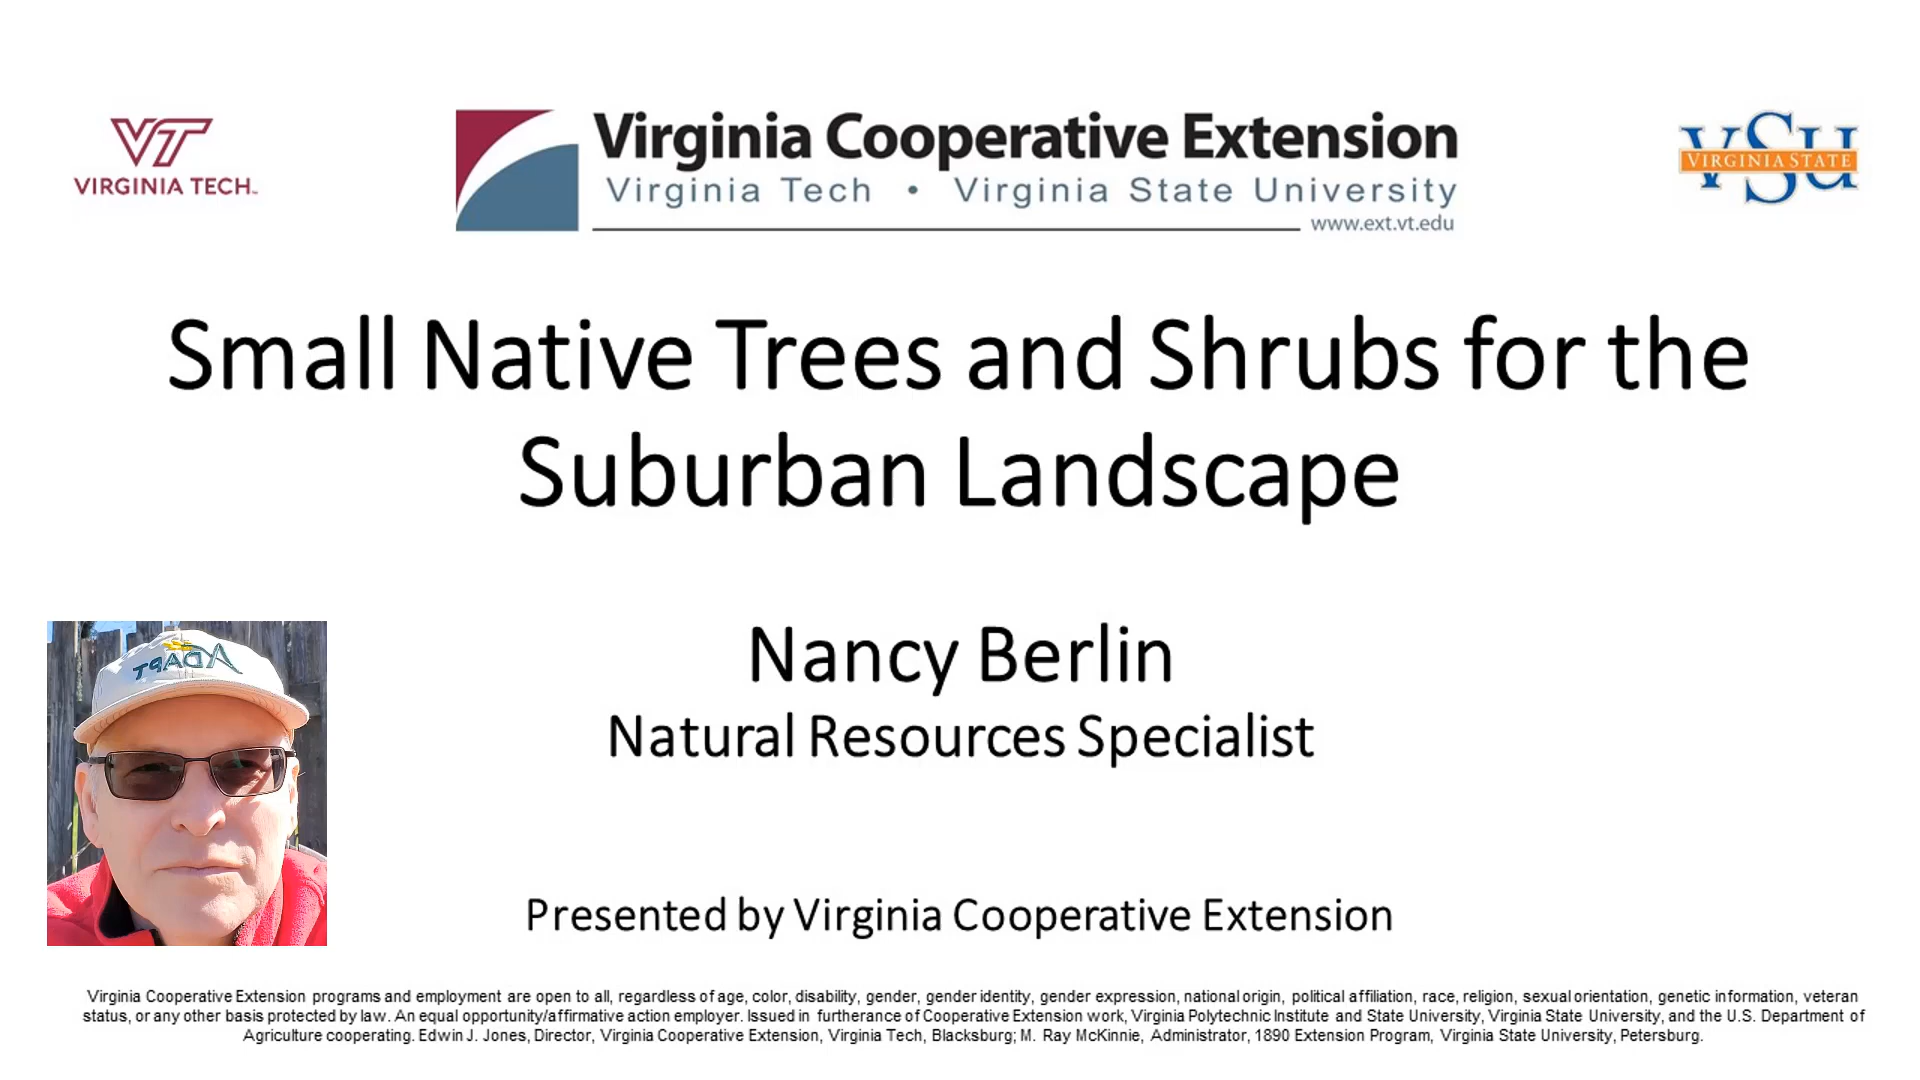 VT
VIRGINIA TECH™
Virginia Cooperative Extension
Virginia Tech • Virginia State University
www.ext.vt.edu
VSU
VIRGINIA STATE
Small Native Trees and Shrubs for the
Suburban Landscape
ADAPT
Nancy Berlin
Natural Resources Specialist
Presented by Virginia Cooperative Extension
Virginia Cooperative Extension programs and employment are open to all, regardless of age, color, disability, gender, gender identity, gender expression, national origin, political affiliation, race, religion, sexual orientation, genetic information, veteran
status, or any other basis protected by law. An equal opportunity/affirmative action employer. Issued in furtherance of Cooperative Extension work, Virginia Polytechnic Institute and State University, Virginia State University, and the U.S. Department of
Agriculture cooperating. Edwin J. Jones, Director, Virginia Cooperative Extension, Virginia Tech, Blacksburg; M. Ray McKinnie, Administrator, 1890 Extension Program, Virginia State University, Petersburg.